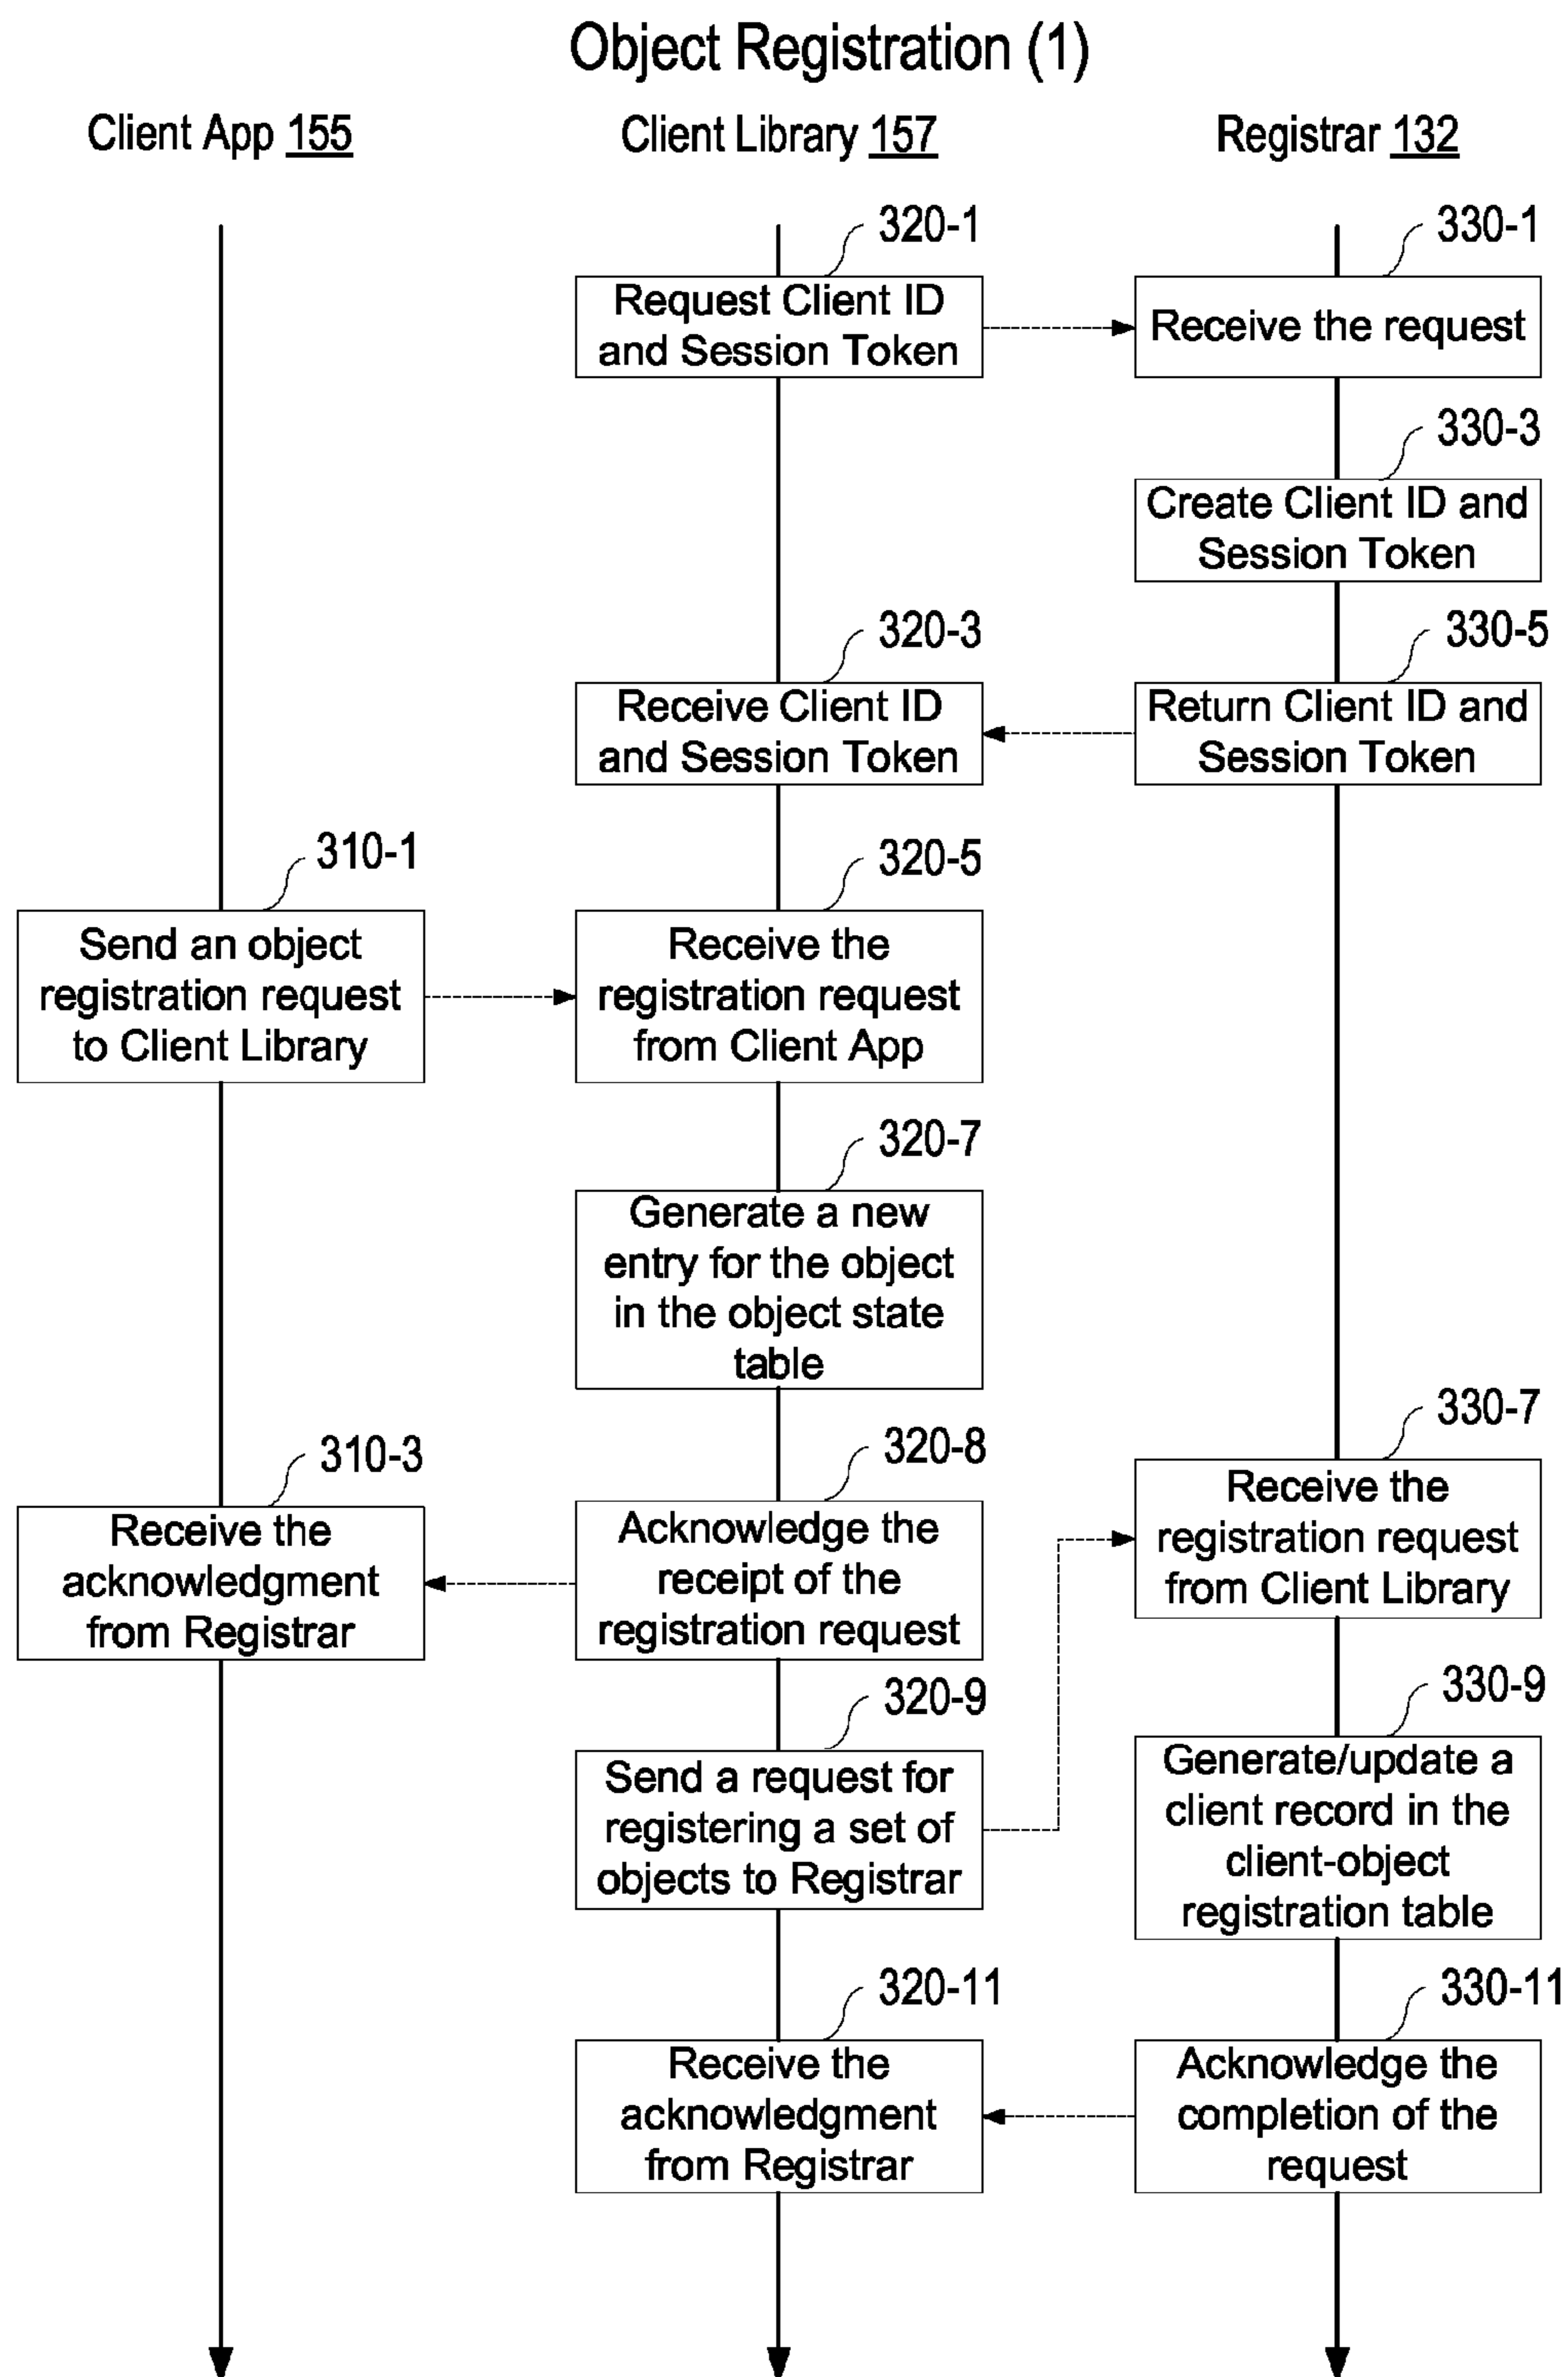 Object Registration (1)
Client App 155
Client Library 157
Registrar 132
320-1
330-1
Request Client ID
and Session Token
Receive the request
330-3
Create Client ID and
Session Token
320-3
330-5
Receive Client ID
and Session Token
Return Client ID and
Session Token
310-1
320-5
Send an object
registration request
to Client Library
Receive the
registration request
from Client App
320-7
Generate a new
entry for the object
in the object state
table
310-3
320-8
330-7
Receive the
acknowledgment
from Registrar
Acknowledge the
receipt of the
registration request
Receive the
registration request
from Client Library
320-9
330-9
Send a request for
registering a set of
objects to Registrar
Generate/update a
client record in the
client-object
registration table
320-11
330-11
Receive the
acknowledgment
from Registrar
Acknowledge the
completion of the
request